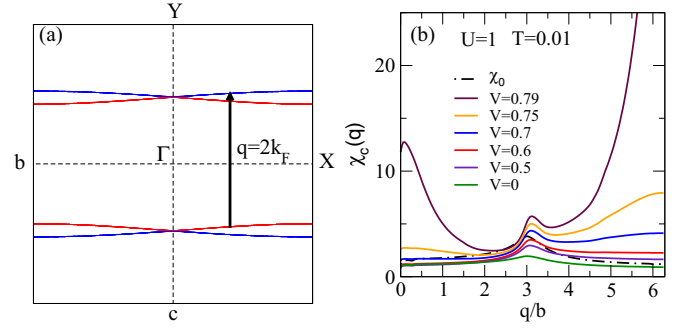 (a)
Y
b
Γ
X
q=2k_F
c
(b)
U=1 T=0.01
χ₀
V=0.79
V=0.75
V=0.7
V=0.6
V=0.5
V=0
χ_c(q)
20
10
0
0 1 2 3 4 5 6
q/b